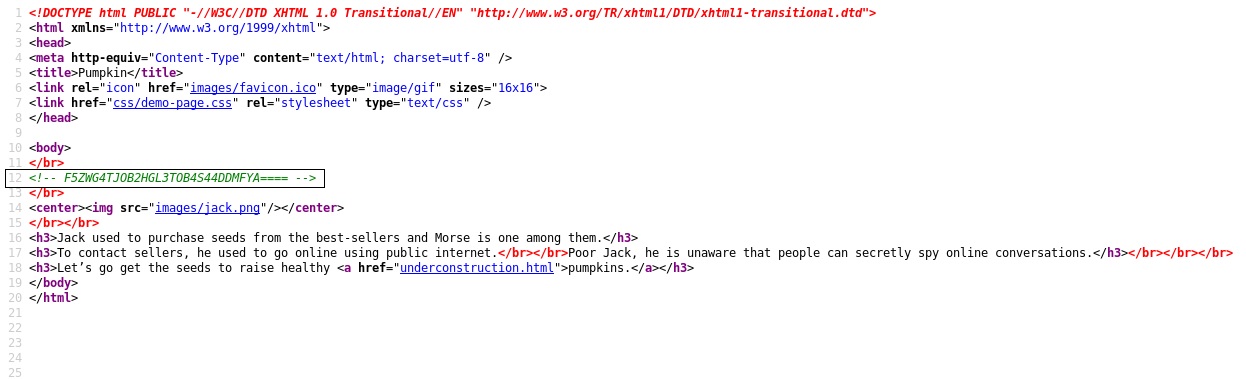 1 <!DOCTYPE html PUBLIC "-//W3C//DTD XHTML 1.0 Transitional//EN" "http://www.w3.org/TR/xhtml1/DTD/xhtml1-transitional.dtd">
2 <html xmlns="http://www.w3.org/1999/xhtml">
3 <head>
4 <meta http-equiv="Content-Type" content="text/html; charset=utf-8" />
5 <title>Pumpkin</title>
6 <link rel="icon" href="images/favicon.ico" type="image/gif" sizes="16x16">
7 <link href="css/demo-page.css" rel="stylesheet" type="text/css" />
8 </head>
9
10 <body>
11 </br>
12 <!-- F5ZWG4TJOB2HGL3TOB4S44DDMFYA==== -->
13 </br>
14 <center><img src="images/jack.png"/></center>
15 </br></br>
16 <h3>Jack used to purchase seeds from the best-sellers and Morse is one among them.</h3>
17 <h3>To contact sellers, he used to go online using public internet.</br></br>Poor Jack, he is unaware that people can secretly spy online conversations.</h3></br></br></br>
18 <h3>Let’s go get the seeds to raise healthy <a href="underconstruction.html">pumpkins.</a></h3>
19 </body>
20 </html>
21
22
23
24
25